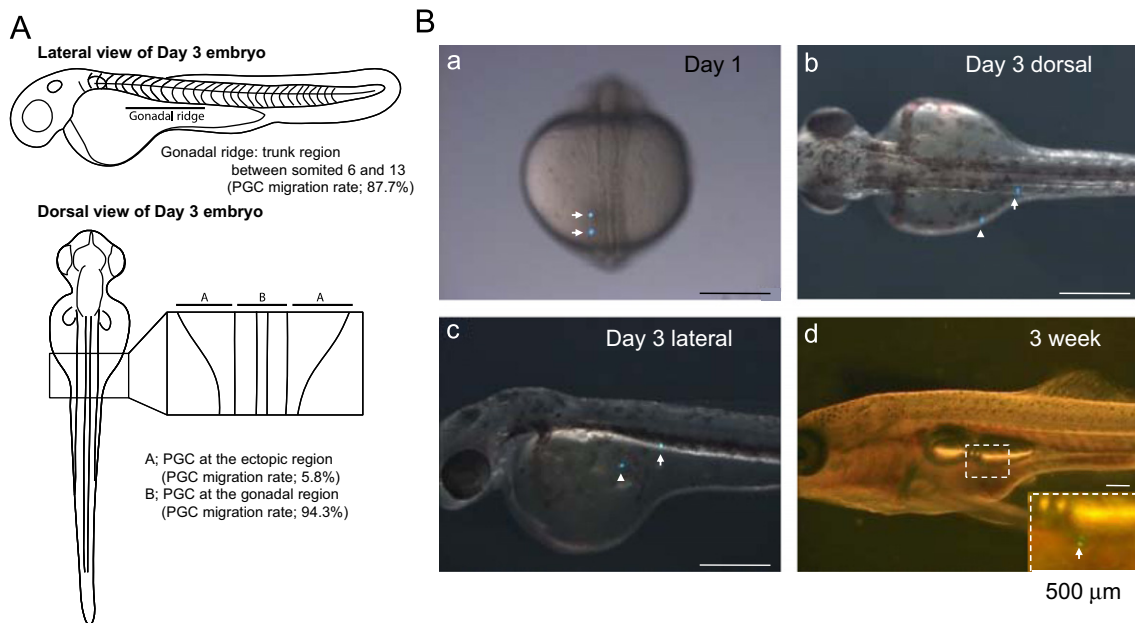 A
Lateral view of Day 3 embryo
Gonadal ridge
Gonadal ridge: trunk region
between somited 6 and 13
(PGC migration rate; 87.7%)
Dorsal view of Day 3 embryo
A
B
A
A; PGC at the ectopic region
(PGC migration rate; 5.8%)
B; PGC at the gonadal region
(PGC migration rate; 94.3%)
B
a
Day 1
b
Day 3 dorsal
c
Day 3 lateral
d
3 week
500 μm